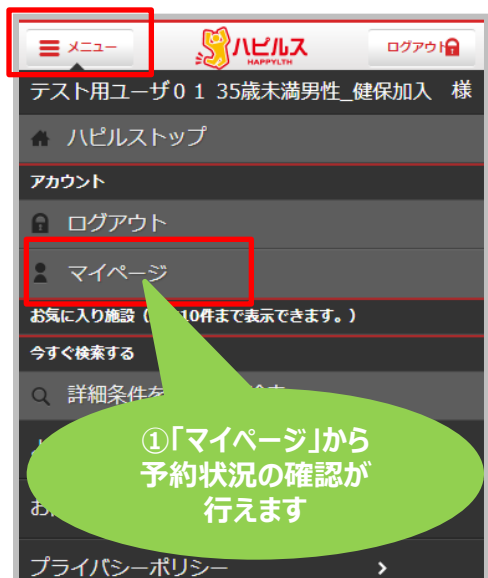 メニュー
ハピルス
HAPPYLTH
ログアウト
テスト用ユーザ01 35歳未満男性_健保加入 様
ハピルストップ
アカウント
ログアウト
マイページ
お気に入り施設（ 10件まで表示できます。）
今すぐ検索する
詳細条件を
①「マイページ」から
予約状況の確認が
行えます
お
プライバシーポリシー